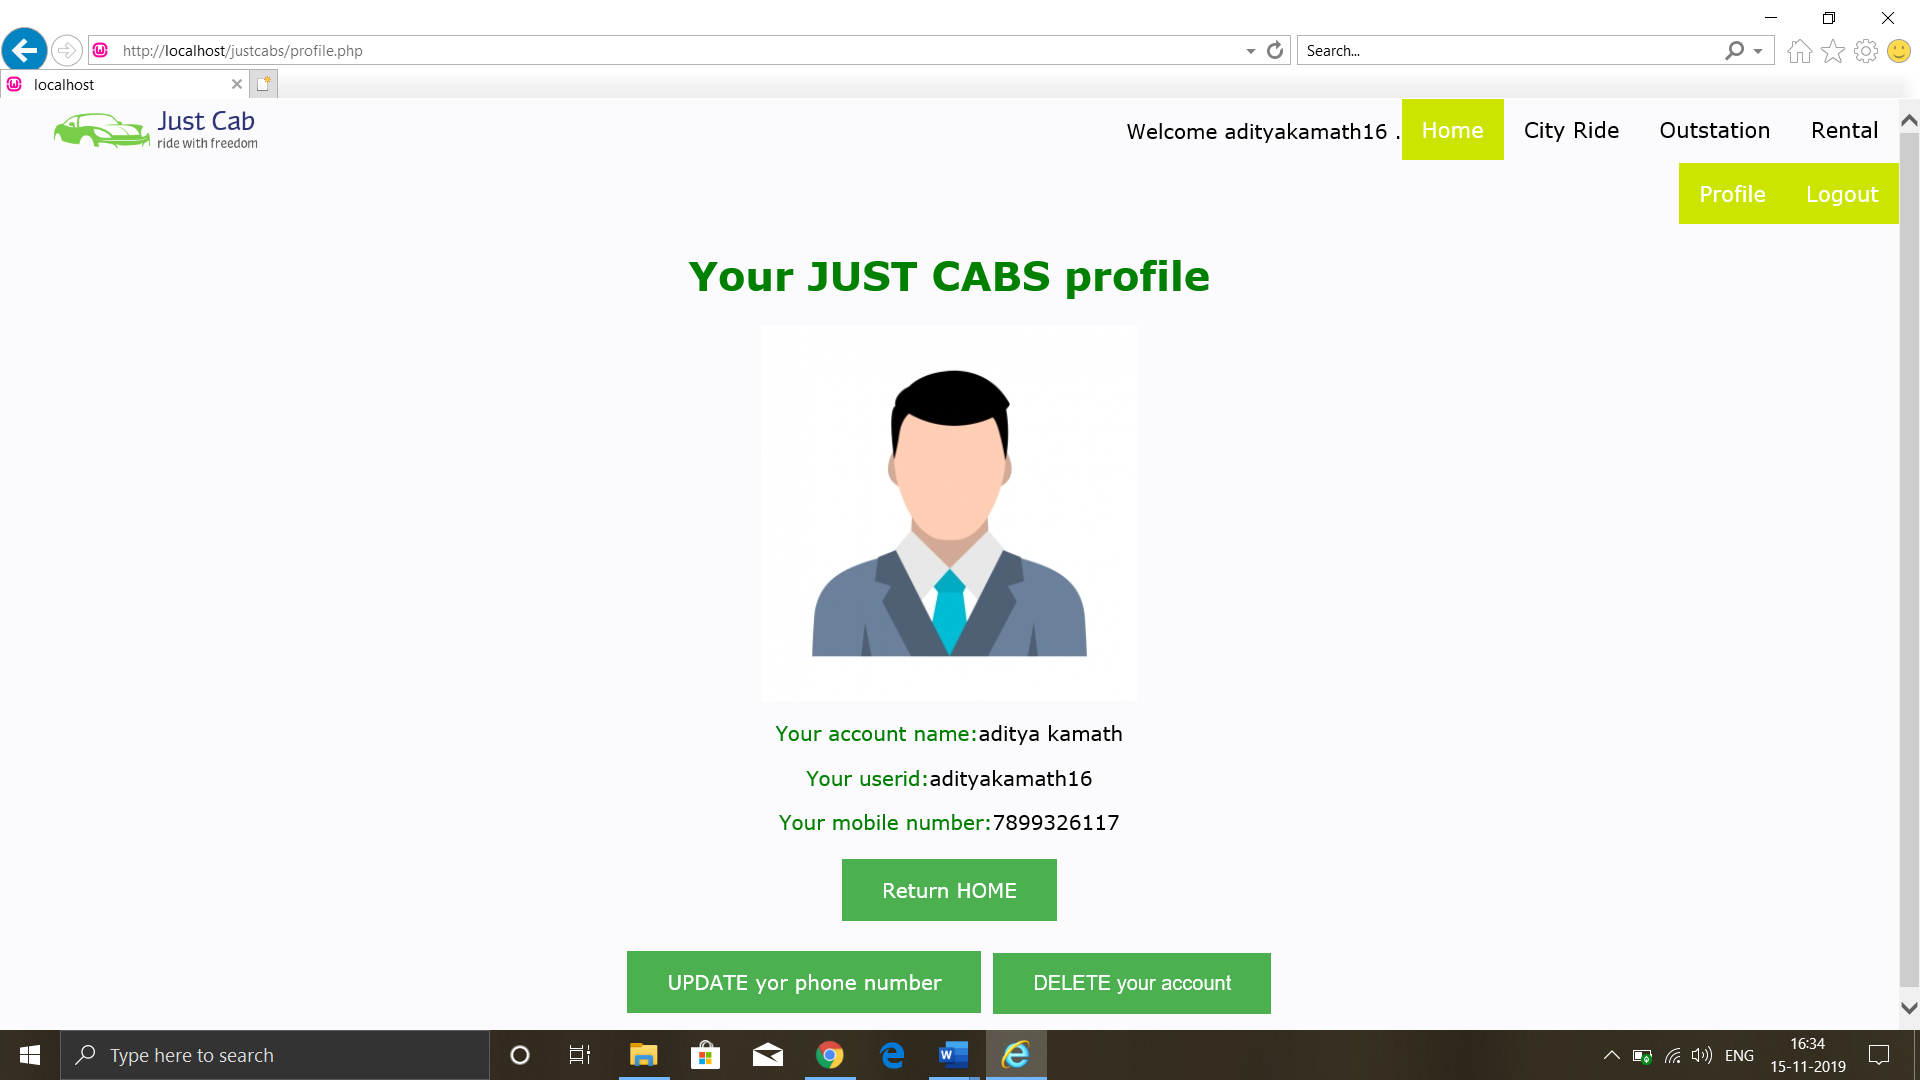 http://localhost/justcabs/profile.php
Search...
localhost
Just Cab
ride with freedom
Welcome adityakamath16 . Home City Ride Outstation Rental
Profile Logout
Your JUST CABS profile
Your account name:aditya kamath
Your userid:adityakamath16
Your mobile number:7899326117
Return HOME
UPDATE yor phone number DELETE your account
Type here to search
ENG
16:34
15-11-2019